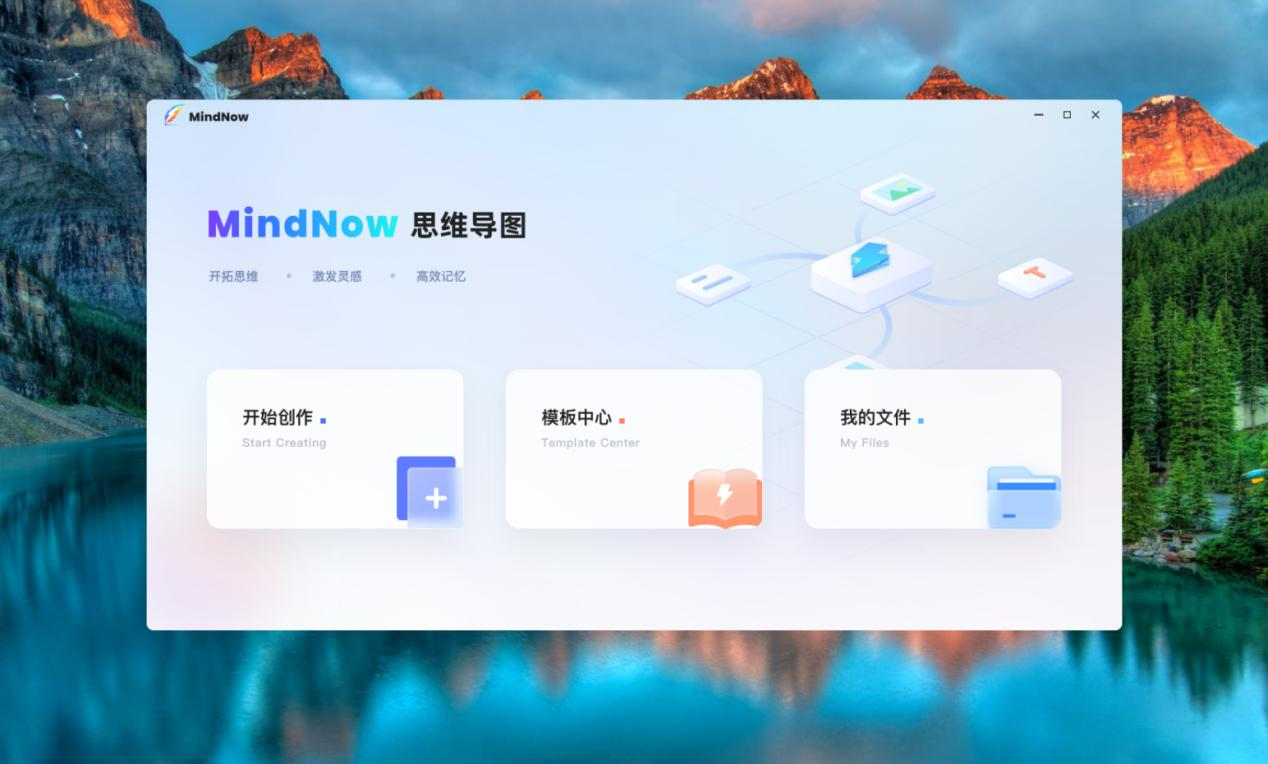 MindNow
MindNow 思维导图
开拓思维 • 激发灵感 • 高效记忆
开始创作
Start Creating
模板中心
Template Center
我的文件
My Files